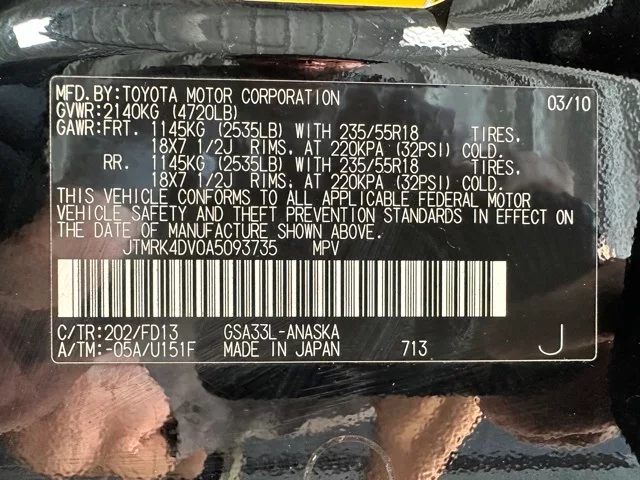 MFD.BY:TOYOTA MOTOR CORPORATION 03/10
GVWR:2140KG (4720LB)
GAWR:FRT. 1145KG (2535LB) WITH 235/55R18 TIRES,
18X7 1/2J RIMS, AT 220KPA (32PSI) COLD.
RR. 1145KG (2535LB) WITH 235/55R18 TIRES,
18X7 1/2J RIMS, AT 220KPA (32PSI) COLD.
THIS VEHICLE CONFORMS TO ALL APPLICABLE FEDERAL MOTOR
VEHICLE SAFETY AND THEFT PREVENTION STANDARDS IN EFFECT ON
THE DATE OF MANUFACTURE SHOWN ABOVE.
JTMRK4DV0A5093735 MPV
C/TR:202/FD13 GSA33L-ANASKA
A/TM:-05A/U151F MADE IN JAPAN 713 J